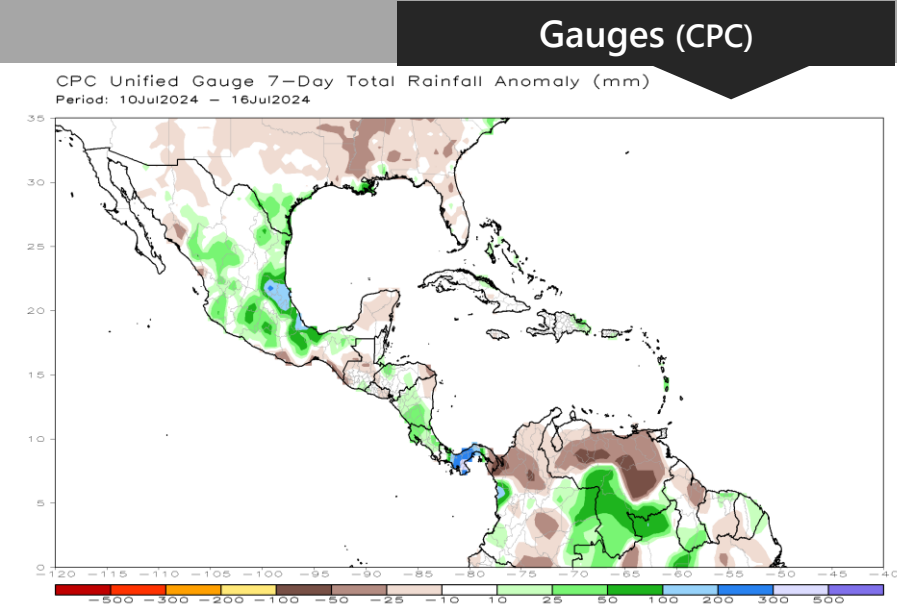 Gauges (CPC)
CPC Unified Gauge 7-Day Total Rainfall Anomaly (mm)
Period: 10Jul2024 - 16Jul2024
35
30
25
20
15
10
5
0
-120 -115 -110 -105 -100 -95 -90 -85 -80 -75 -70 -65 -60 -55 -50 -45 -40
-500 -300 -200 -100 -50 -25 -10 10 25 50 100 200 300 500